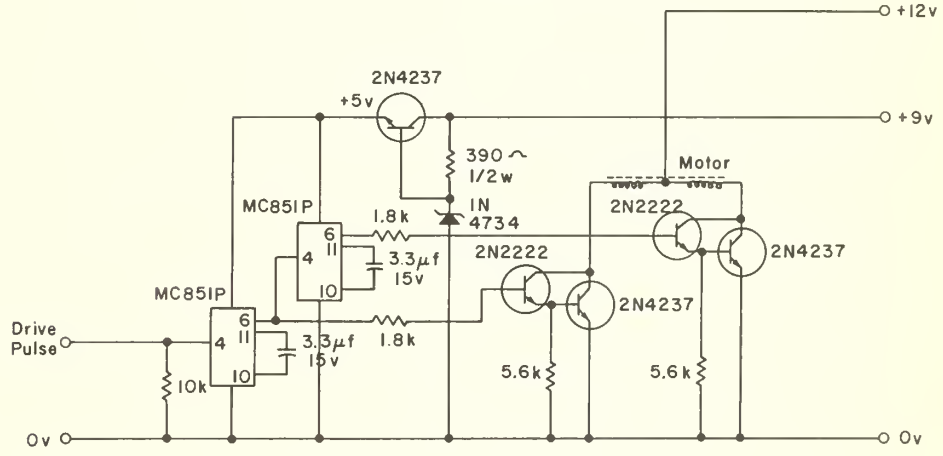 +12v
2N4237
+5v
+9v
390 ~
1/2w
Motor
MC851P
1N
4734
2N2222
6
1.8k
11
4
3.3µf
15v
2N2222
2N4237
10
MC851P
2N4237
6
Drive
Pulse
4
11
3.3µf
15v
1.8k
10
10k
5.6k
5.6k
0v
0v